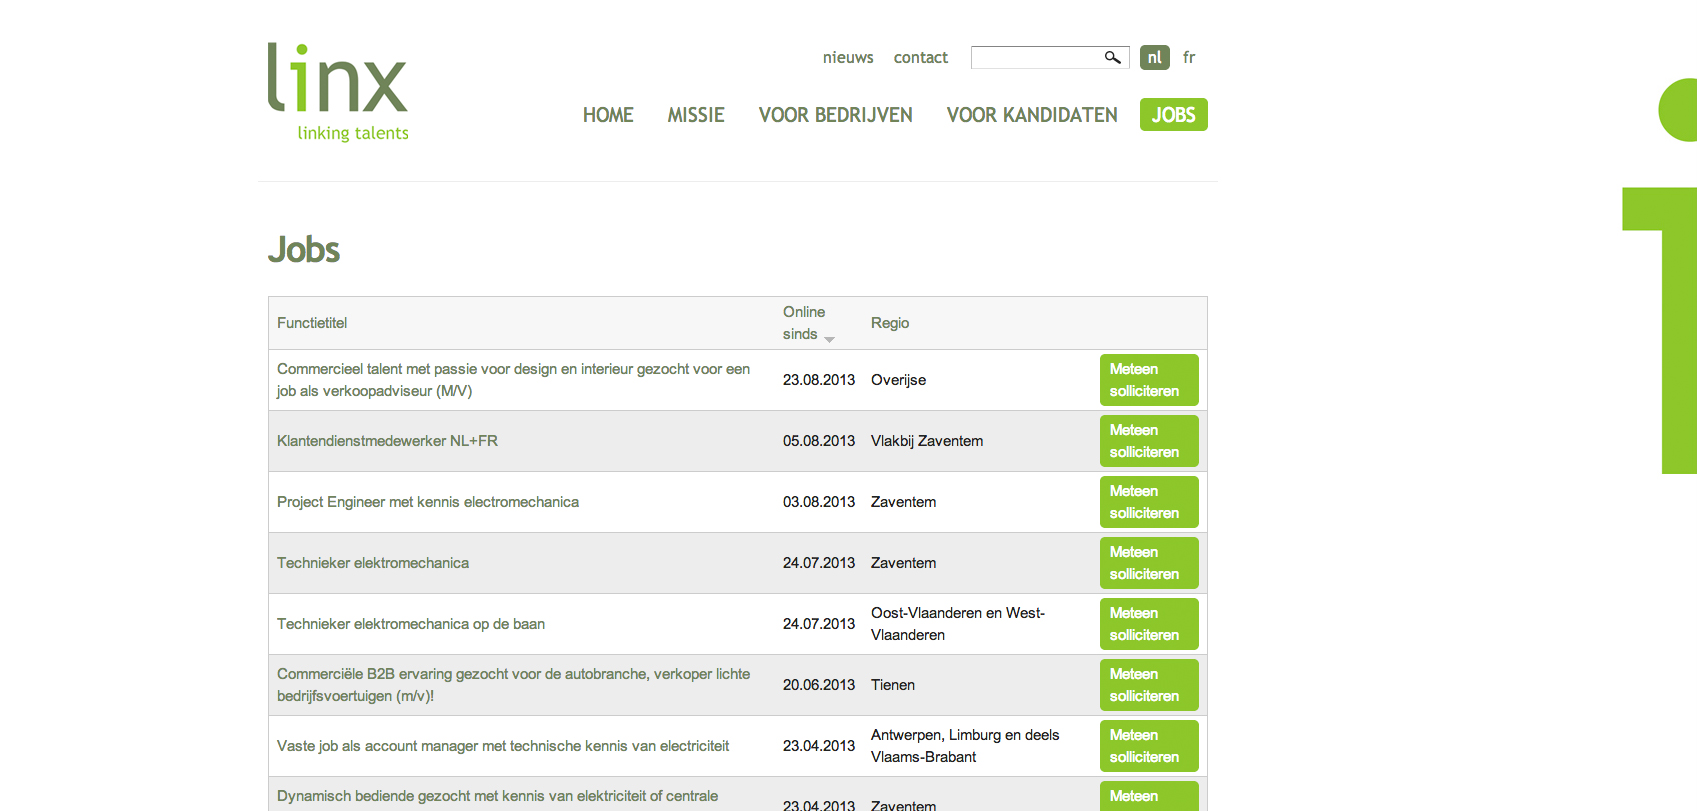 linx
linking talents
nieuws contact nl fr
HOME MISSIE VOOR BEDRIJVEN VOOR KANDIDATEN JOBS
Jobs
Functietitel Online sinds Regio
Commercieel talent met passie voor design en interieur gezocht voor een
job als verkoopadviseur (M/V)
23.08.2013 Overijse
Meteen
solliciteren
Klantendienstmedewerker NL+FR 05.08.2013 Vlakbij Zaventem
Meteen
solliciteren
Project Engineer met kennis electromechanica 03.08.2013 Zaventem
Meteen
solliciteren
Technieker elektromechanica 24.07.2013 Zaventem
Meteen
solliciteren
Technieker elektromechanica op de baan 24.07.2013
Oost-Vlaanderen en West-
Vlaanderen
Meteen
solliciteren
Commerciële B2B ervaring gezocht voor de autobranche, verkoper lichte
bedrijfsvoertuigen (m/v)!
20.06.2013 Tienen
Meteen
solliciteren
Vaste job als account manager met technische kennis van electriciteit 23.04.2013
Antwerpen, Limburg en deels
Vlaams-Brabant
Meteen
solliciteren
Dynamisch bediende gezocht met kennis van elektriciteit of centrale
23.04.2013 Zaventem
Meteen